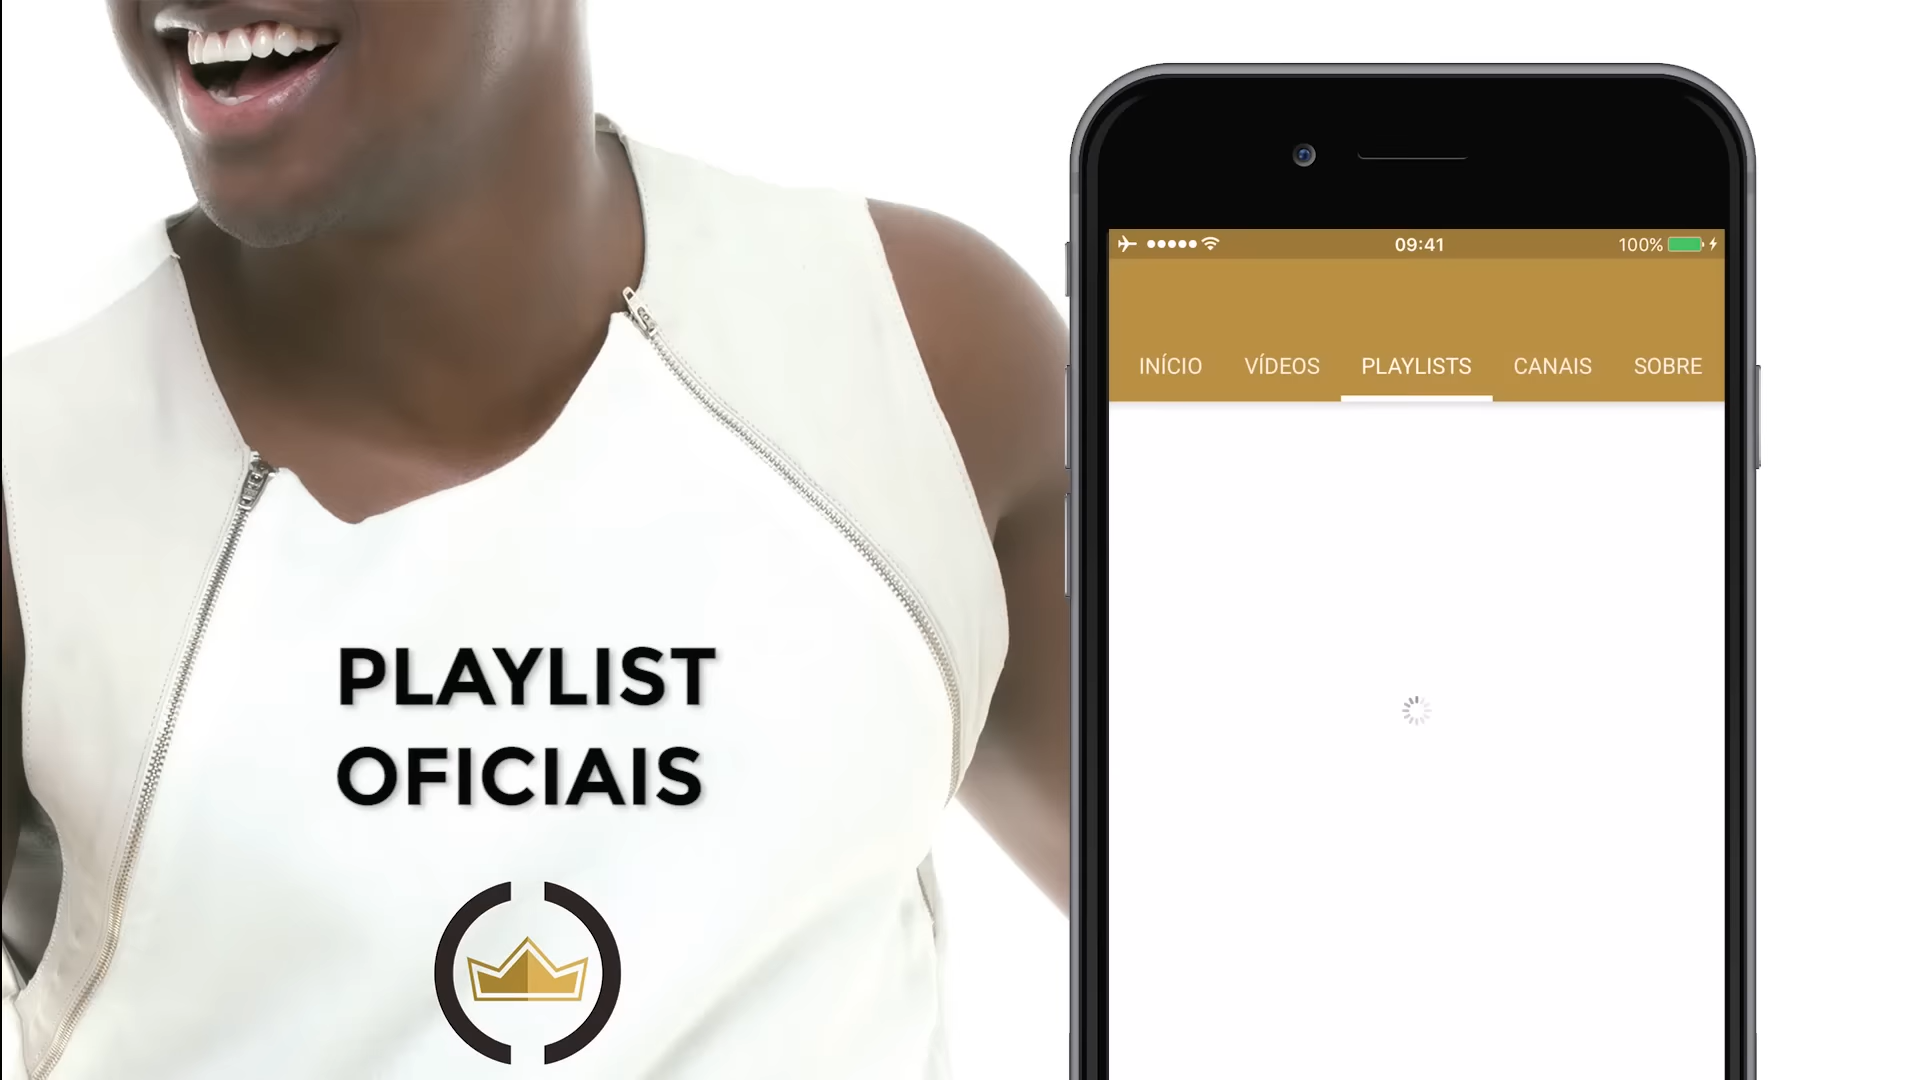 PLAYLIST
OFICIAIS
09:41
100%
INÍCIO VÍDEOS PLAYLISTS CANAIS SOBRE